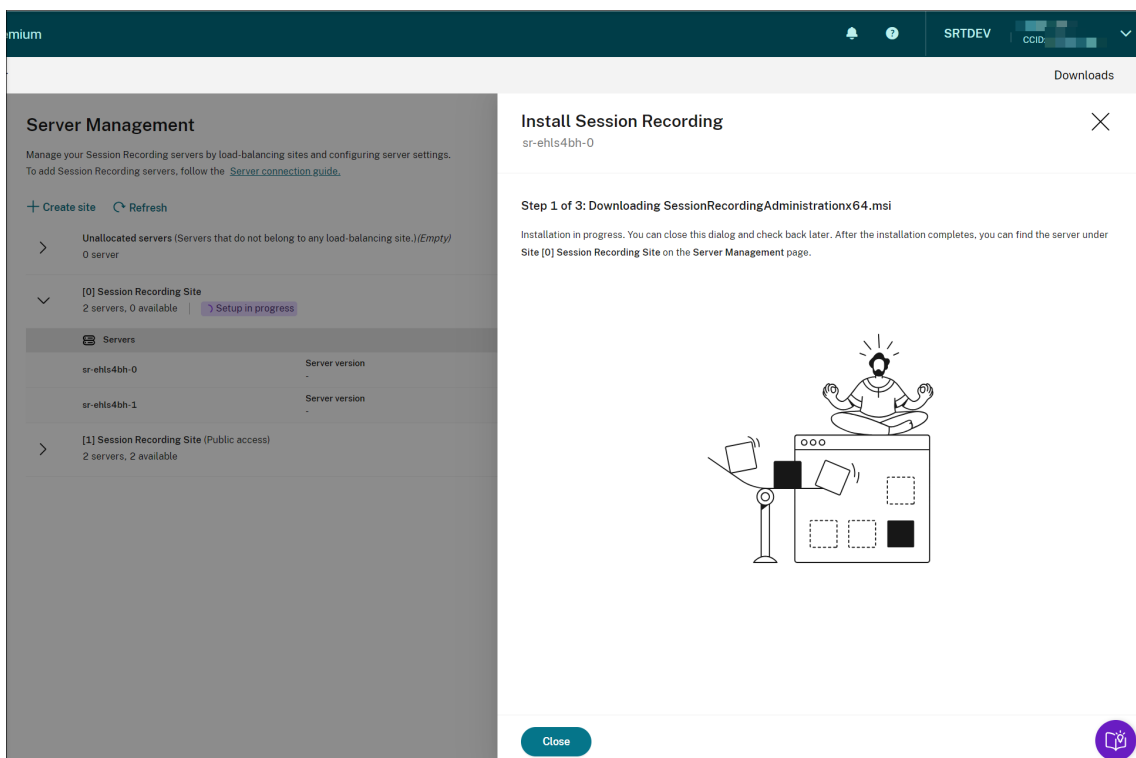 mium
SRTDEV
CCID:
Downloads
Server Management
Manage your Session Recording servers by load-balancing sites and configuring server settings.
To add Session Recording servers, follow the Server connection guide.
Create site Refresh
Unallocated servers (Servers that do not belong to any load-balancing site.)(Empty)
0 server
[0] Session Recording Site
2 servers, 0 available Setup in progress
Servers
sr-ehls4bh-0 Server version
-
sr-ehls4bh-1 Server version
-
[1] Session Recording Site (Public access)
2 servers, 2 available
Install Session Recording
sr-ehls4bh-0
Step 1 of 3: Downloading SessionRecordingAdministrationx64.msi
Installation in progress. You can close this dialog and check back later. After the installation completes, you can find the server under
Site [0] Session Recording Site on the Server Management page.
Close